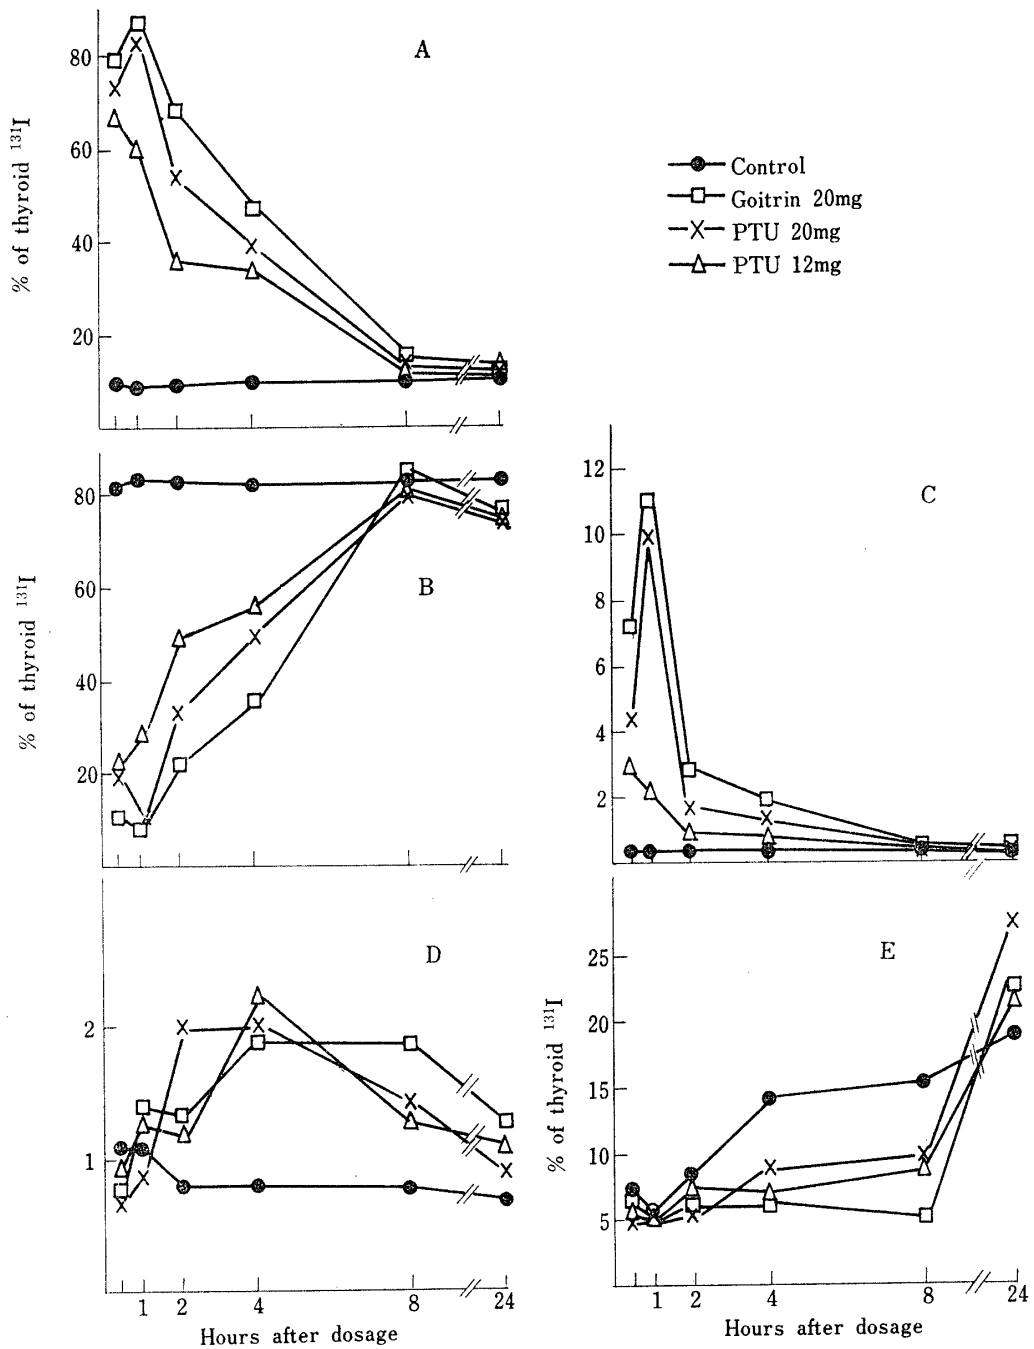 A
80
60
40
20
% of thyroid ¹³¹I
Control
Goitrin 20mg
PTU 20mg
PTU 12mg
B
80
60
40
20
% of thyroid ¹³¹I
C
12
10
8
6
4
2
D
2
1
1 2 4 8 24
Hours after dosage
E
25
20
15
10
5
% of thyroid ¹³¹I
1 2 4 8 24
Hours after dosage